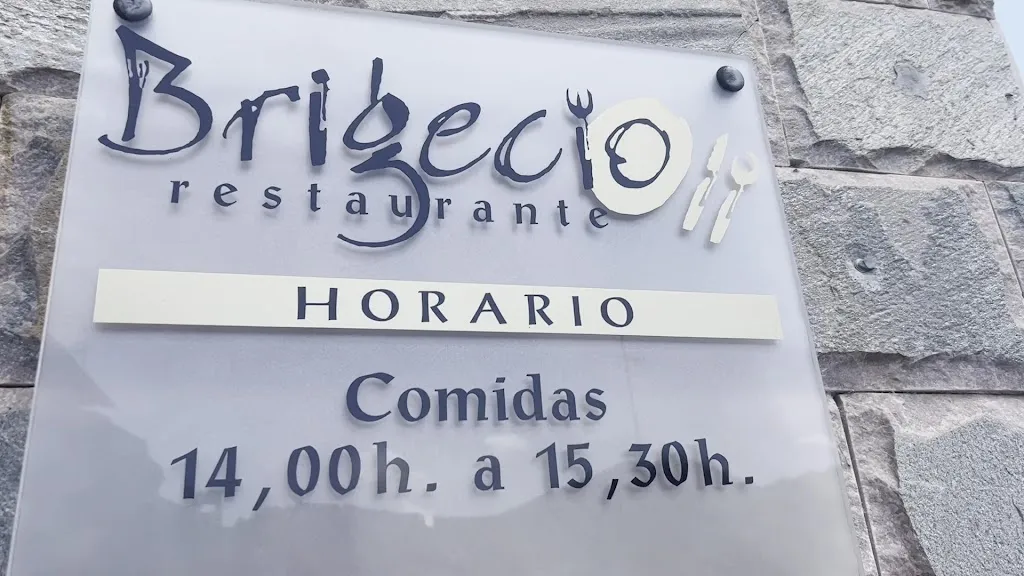 Brigecio
restaurante
HORARIO
Comidas
14,00h. a 15,30h.